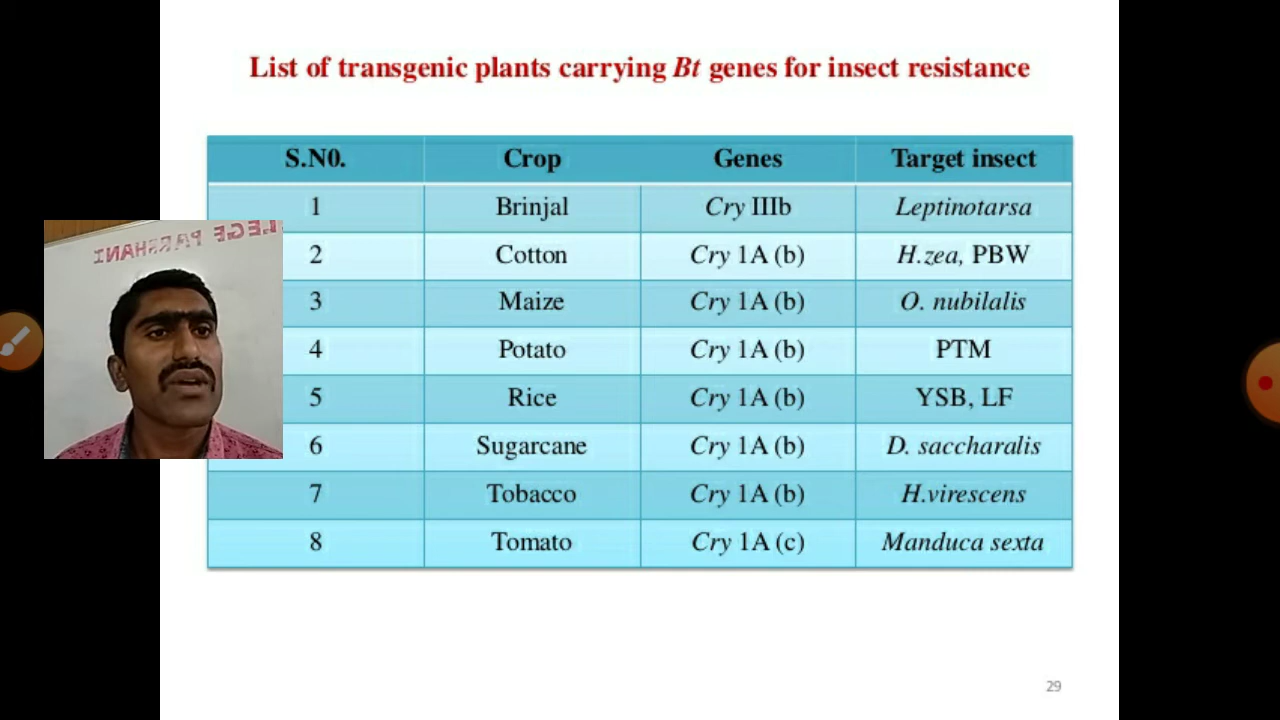 List of transgenic plants carrying Bt genes for insect resistance
S.N0. Crop Genes Target insect
1 Brinjal Cry IIIb Leptinotarsa
LEGE PARBHANI
2 Cotton Cry 1A (b) H.zea, PBW
3 Maize Cry 1A (b) O. nubilalis
4 Potato Cry 1A (b) PTM
5 Rice Cry 1A (b) YSB, LF
6 Sugarcane Cry 1A (b) D. saccharalis
7 Tobacco Cry 1A (b) H.virescens
8 Tomato Cry 1A (c) Manduca sexta
29